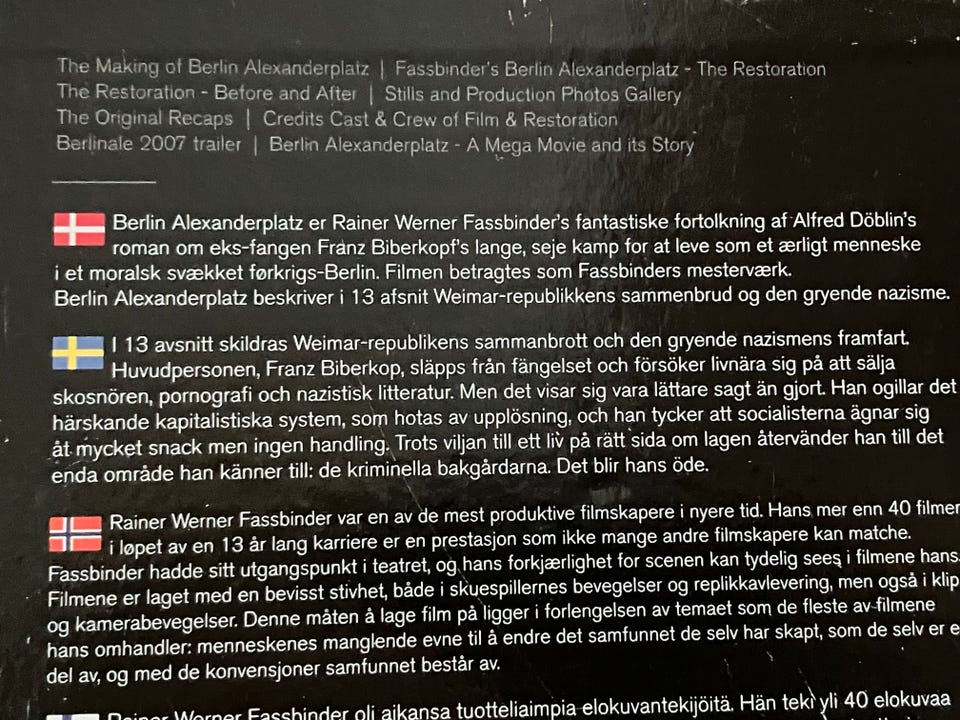 The Making of Berlin Alexanderplatz | Fassbinder's Berlin Alexanderplatz - The Restoration
The Restoration - Before and After | Stills and Production Photos Gallery
The Original Recaps | Credits Cast & Crew of Film & Restoration
Berlinale 2007 trailer | Berlin Alexanderplatz - A Mega Movie and its Story
Berlin Alexanderplatz er Rainer Werner Fassbinder's fantastiske fortolkning af Alfred Döblin's
roman om eks-fangen Franz Biberkopf's lange, seje kamp for at leve som et ærligt menneske
i et moralsk svækket førkrigs-Berlin. Filmen betragtes som Fassbinders mesterværk.
Berlin Alexanderplatz beskriver i 13 afsnit Weimar-republikkens sammenbrud og den gryende nazisme.
I 13 avsnitt skildras Weimar-republikens sammanbrott och den gryende nazismens framfart.
Huvudpersonen, Franz Biberkop, släpps från fängelset och försöker livnära sig på att sälja
skosnören, pornografi och nazistisk litteratur. Men det visar sig vara lättare sagt än gjort. Han ogillar det
härskande kapitalistiska system, som hotas av upplösning, och han tycker att socialisterna ägnar sig
åt mycket snack men ingen handling. Trots viljan till ett liv på rätt sida om lagen återvänder han till det
enda område han känner till: de kriminella bakgårdarna. Det blir hans öde.
Rainer Werner Fassbinder var en av de mest produktive filmskapere i nyere tid. Hans mer enn 40 filmer
i løpet av en 13 år lang karriere er en prestasjon som ikke mange andre filmskapere kan matche.
Fassbinder hadde sitt utgangspunkt i teatret, og hans forkjærlighet for scenen kan tydelig sees i filmene hans.
Filmene er laget med en bevisst stivhet, både i skuespillernes bevegelser og replikkavlevering, men også i klip
og kamerabevegelser. Denne måten å lage film på ligger i forlengelsen av temaet som de fleste av filmene
hans omhandler: menneskenes manglende evne til å endre det samfunnet de selv har skapt, som de selv er e
del av, og med de konvensjoner samfunnet består av.
Rainer Werner Fassbinder oli aikansa tuotteliaimpia elokuvantekijöitä. Hän teki yli 40 elokuvaa